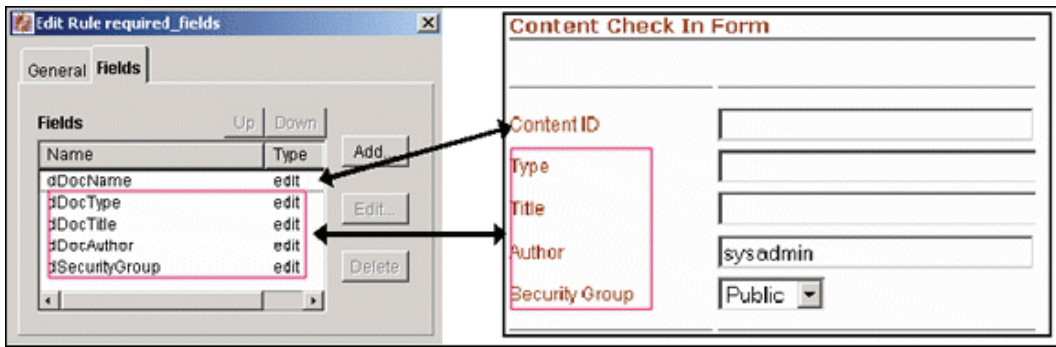 Edit Rule required_fields
General Fields
Fields Up Down
Name Type
dDocName edit
dDocType edit
dDocTitle edit
dDocAuthor edit
dSecurityGroup edit
Add...
Edit...
Delete
Content Check In Form
Content ID
Type
Title
Author sysadmin
Security Group Public